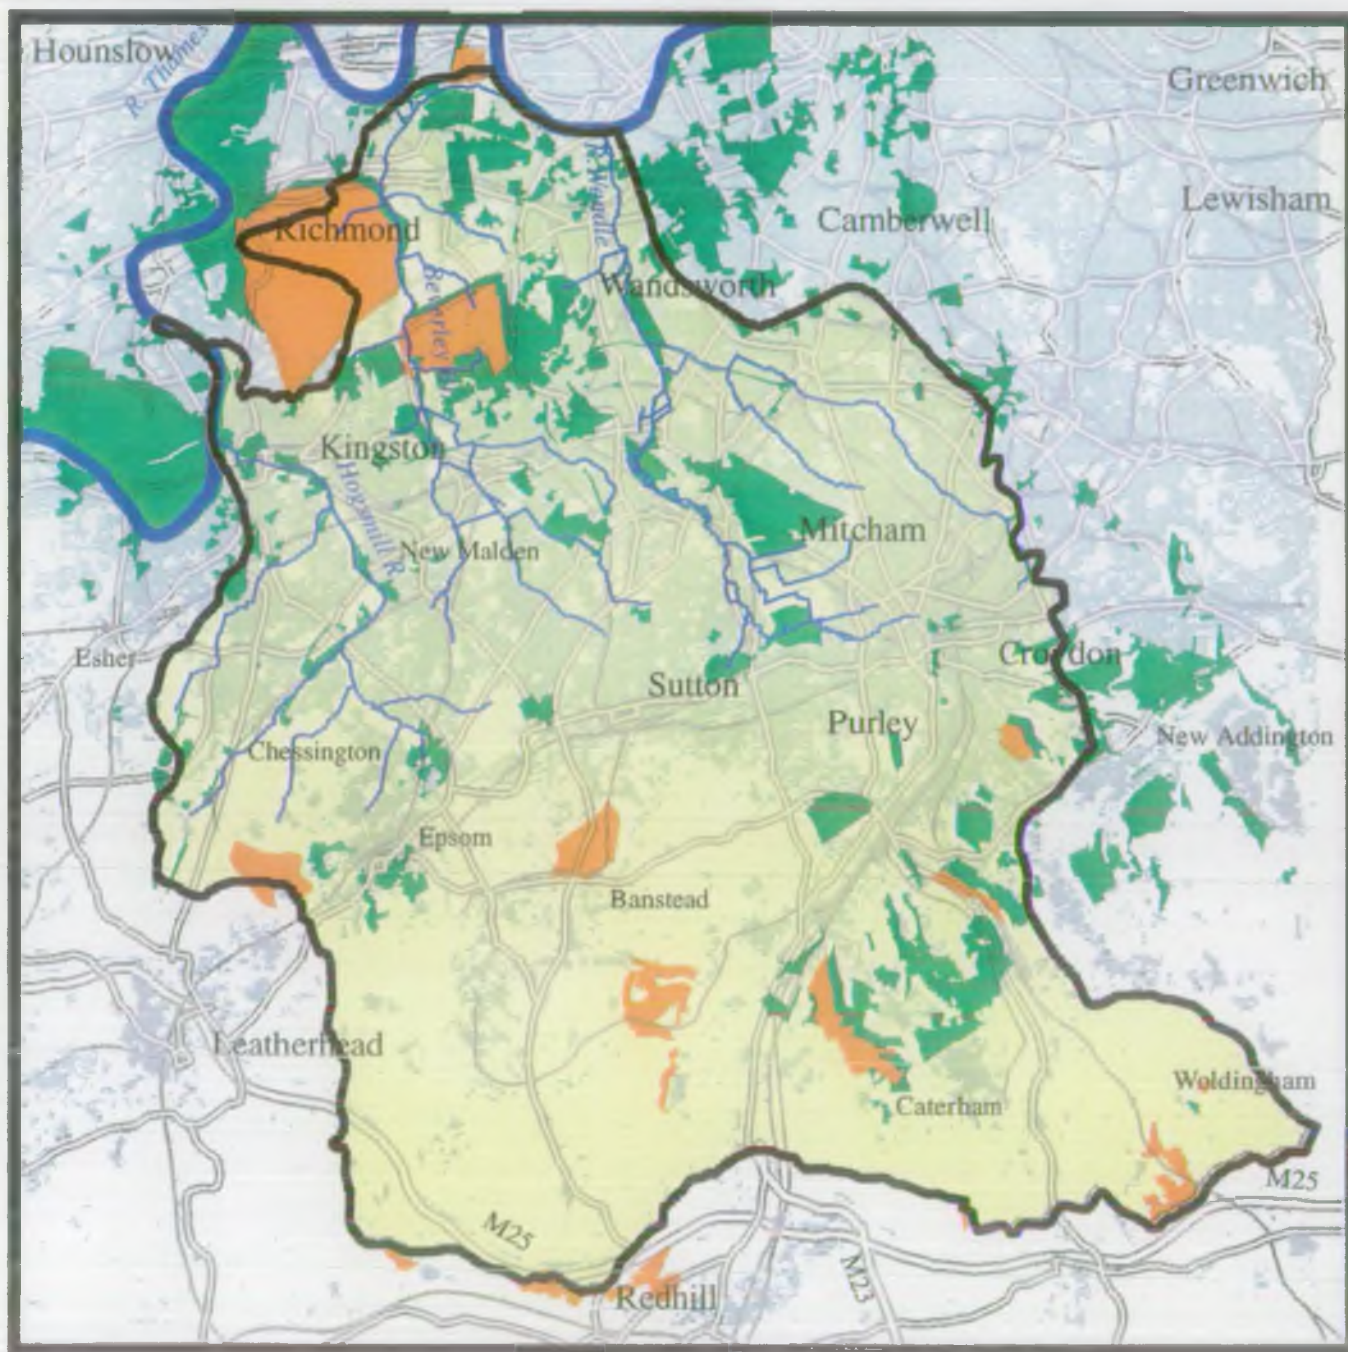 Hounslow
R. Thames
Greenwich
Lewisham
R. Wandle
Camberwell
Richmond
Wandsworth
Beverley
Kingston
Hogsmill R.
New Malden
Mitcham
Esher
Croydon
Sutton
Purley
New Addington
Chessington
Epsom
Banstead
Leatherhead
Woldingham
Caterham
M25
M25
M23
Redhill